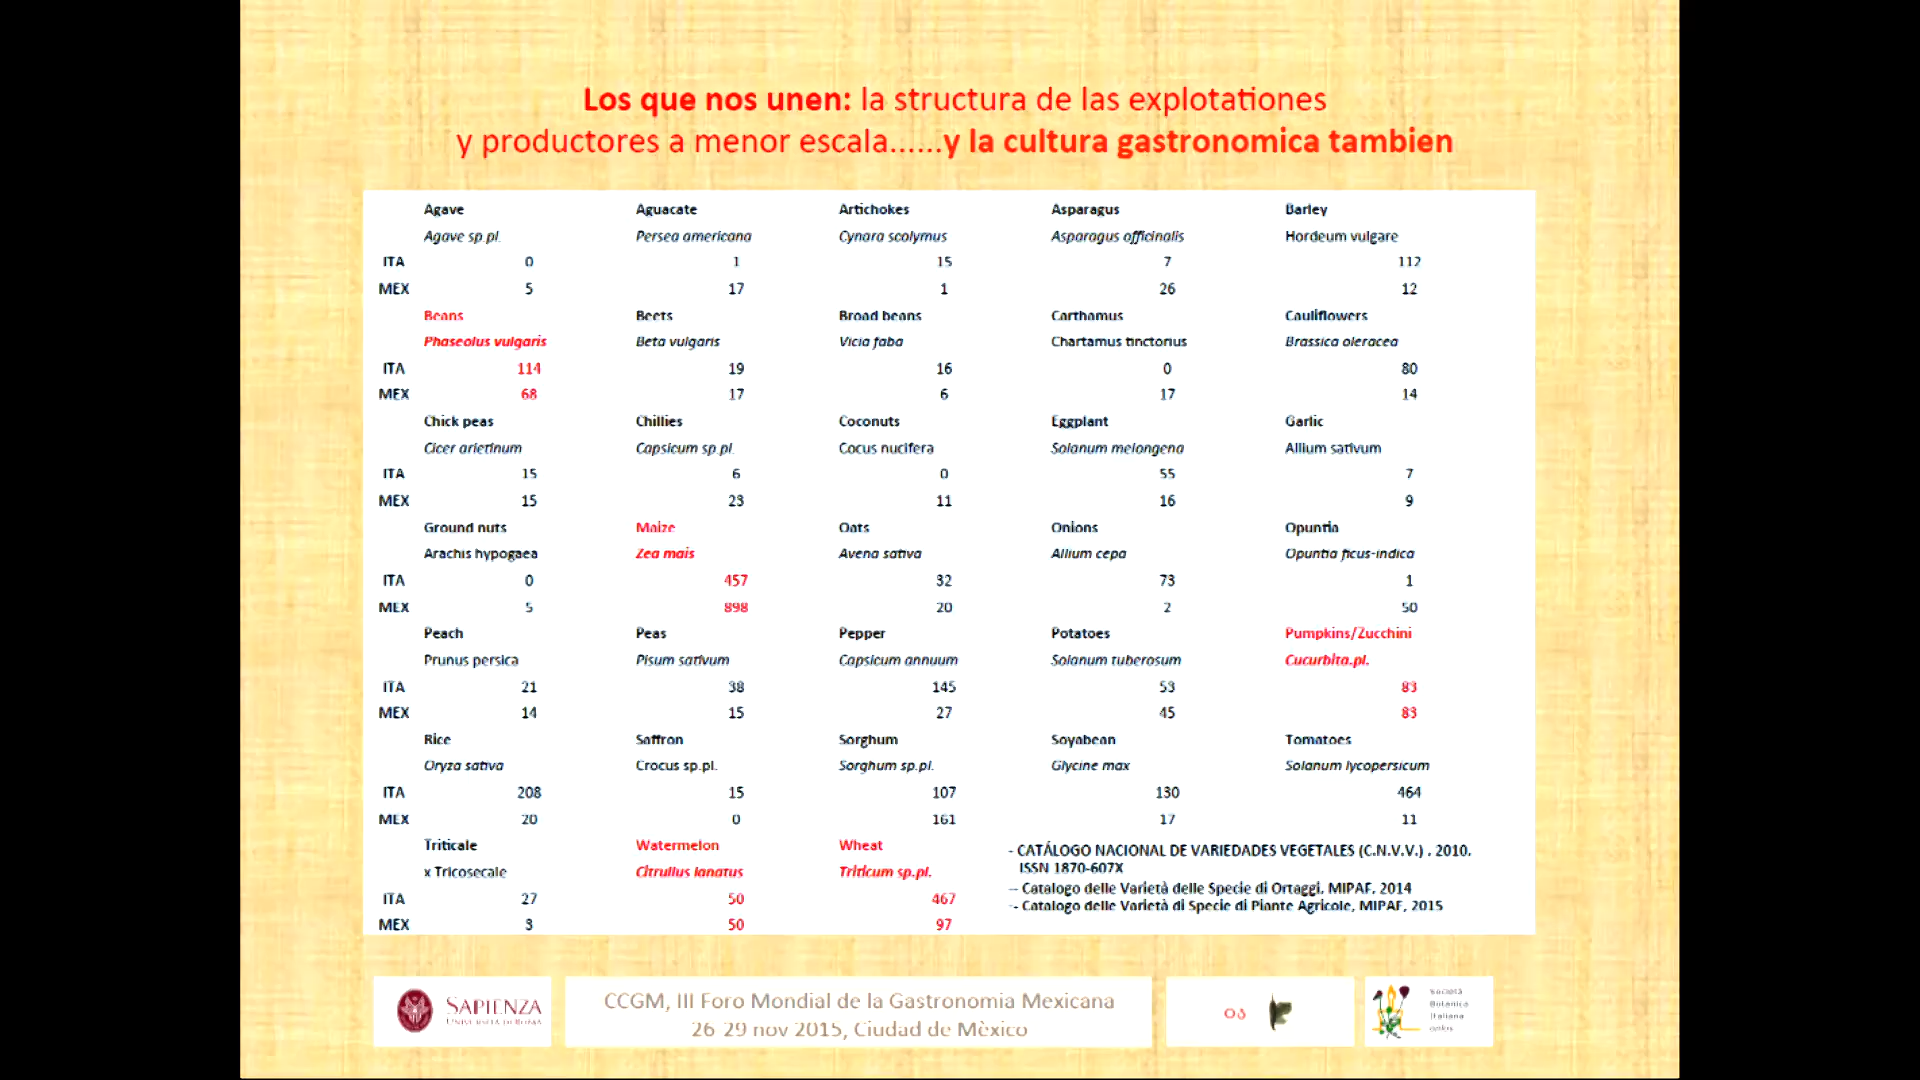 Los que nos unen: la structura de las explotationes
y productores a menor escala......y la cultura gastronomica tambien
Agave Aguacate Artichokes Asparagus Barley
Agave sp.pl. Persea americana Cynara scolymus Asparagus officinalis Hordeum vulgare
ITA 0 1 15 7 112
MEX 5 17 1 26 12
Beans Beets Broad beans Carthamus Cauliflowers
Phaseolus vulgaris Beta vulgaris Vicia faba Chartamus tinctorius Brassica oleracea
ITA 114 19 16 0 80
MEX 68 17 6 17 14
Chick peas Chillies Coconuts Eggplant Garlic
Cicer arietinum Capsicum sp.pl. Cocus nucifera Solanum melongena Allium sativum
ITA 15 6 0 55 7
MEX 15 23 11 16 9
Ground nuts Maize Oats Onions Opuntia
Arachis hypogaea Zea mais Avena sativa Allium cepa Opuntia ficus-indica
ITA 0 457 32 73 1
MEX 5 898 20 2 50
Peach Peas Pepper Potatoes Pumpkins/Zucchini
Prunus persica Pisum sativum Capsicum annuum Solanum tuberosum Cucurbita.pl.
ITA 21 38 145 53 83
MEX 14 15 27 45 83
Rice Saffron Sorghum Soyabean Tomatoes
Oryza sativa Crocus sp.pl. Sorghum sp.pl. Glycine max Solanum lycopersicum
ITA 208 15 107 130 464
MEX 20 0 161 17 11
Triticale Watermelon Wheat
x Tricosecale Citrullus lanatus Triticum sp.pl.
ITA 27 50 467
MEX 3 50 97
- CATÁLOGO NACIONAL DE VARIEDADES VEGETALES (C.N.V.V.) . 2010.
ISSN 1870-607X
-- Catalogo delle Varietà delle Specie di Ortaggi. MIPAF. 2014
-- Catalogo delle Varietà di Specie di Piante Agricole, MIPAF, 2015
SAPIENZA
UNIVERSITÀ DI ROMA
CCGM, III Foro Mondial de la Gastronomia Mexicana
26-29 nov 2015, Ciudad de Mèxico
Società
Botanica
Italiana